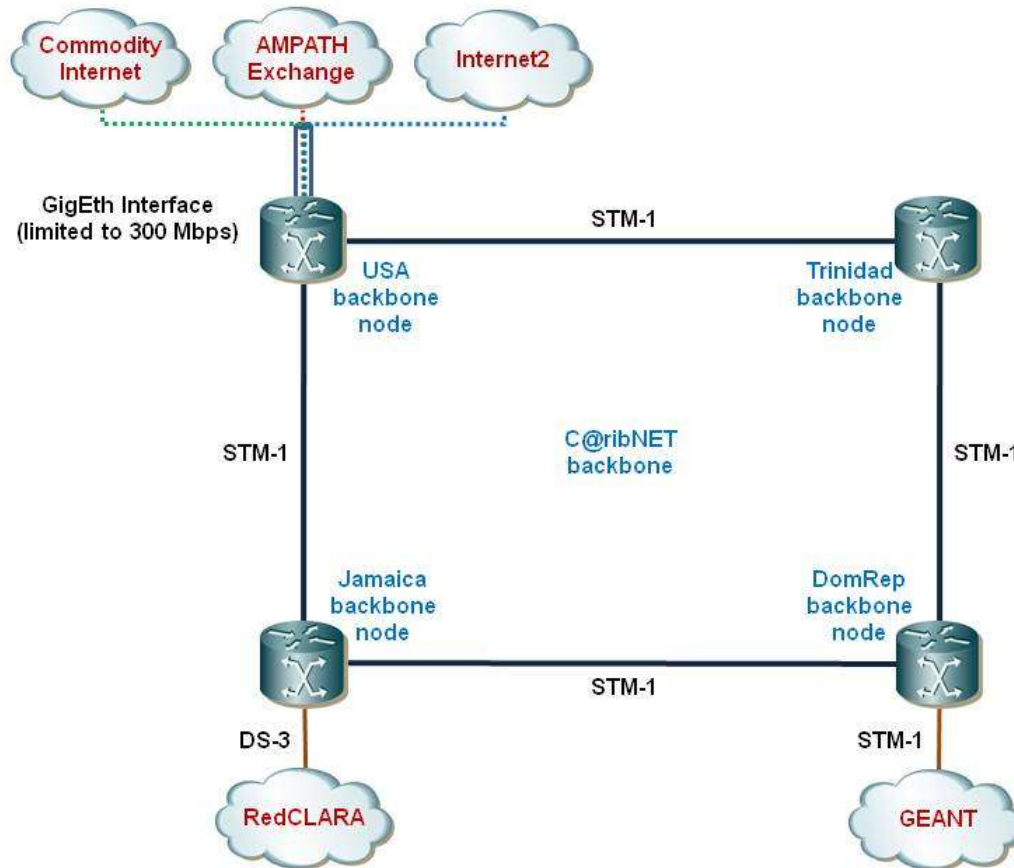 Commodity
Internet
AMPATH
Exchange
Internet2
GigEth Interface
(limited to 300 Mbps)
STM-1
USA
backbone
node
Trinidad
backbone
node
STM-1
C@ribNET
backbone
STM-1
Jamaica
backbone
node
DomRep
backbone
node
STM-1
DS-3
STM-1
RedCLARA
GEANT